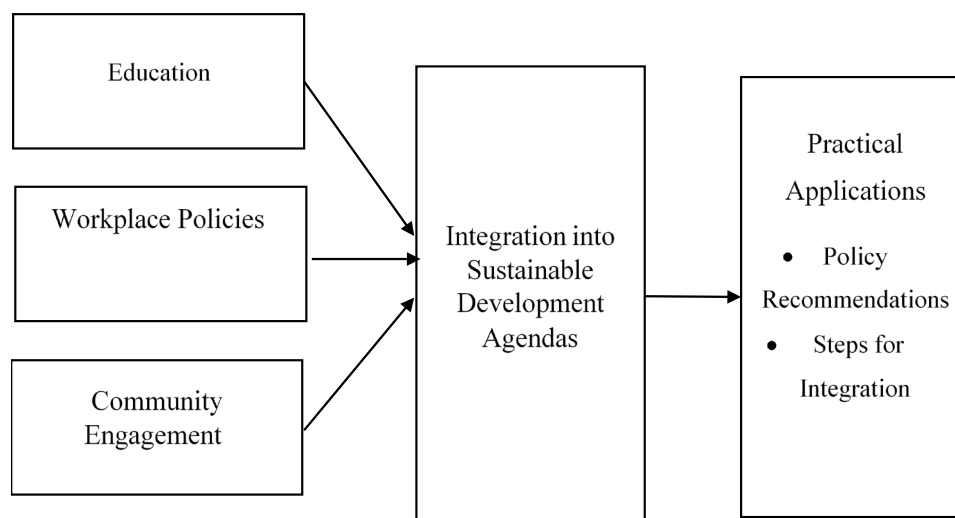 Education
Workplace Policies
Community
Engagement
Integration into
Sustainable
Development
Agendas
Practical
Applications
• Policy
Recommendations
• Steps for
Integration